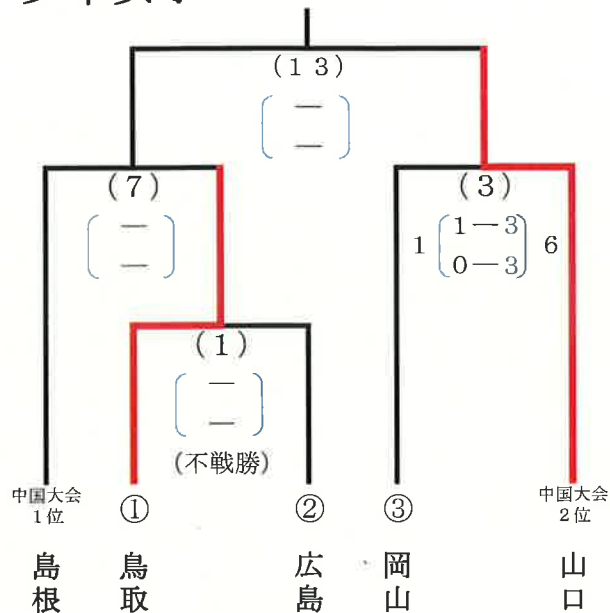 (13)
—
—
(7)
—
—
(3)
1 1—3 6
0—3
(1)
—
—
(不戦勝)
中国大会
1位
①
②
③
中国大会
2位
島根
鳥取
広島
岡山
山口